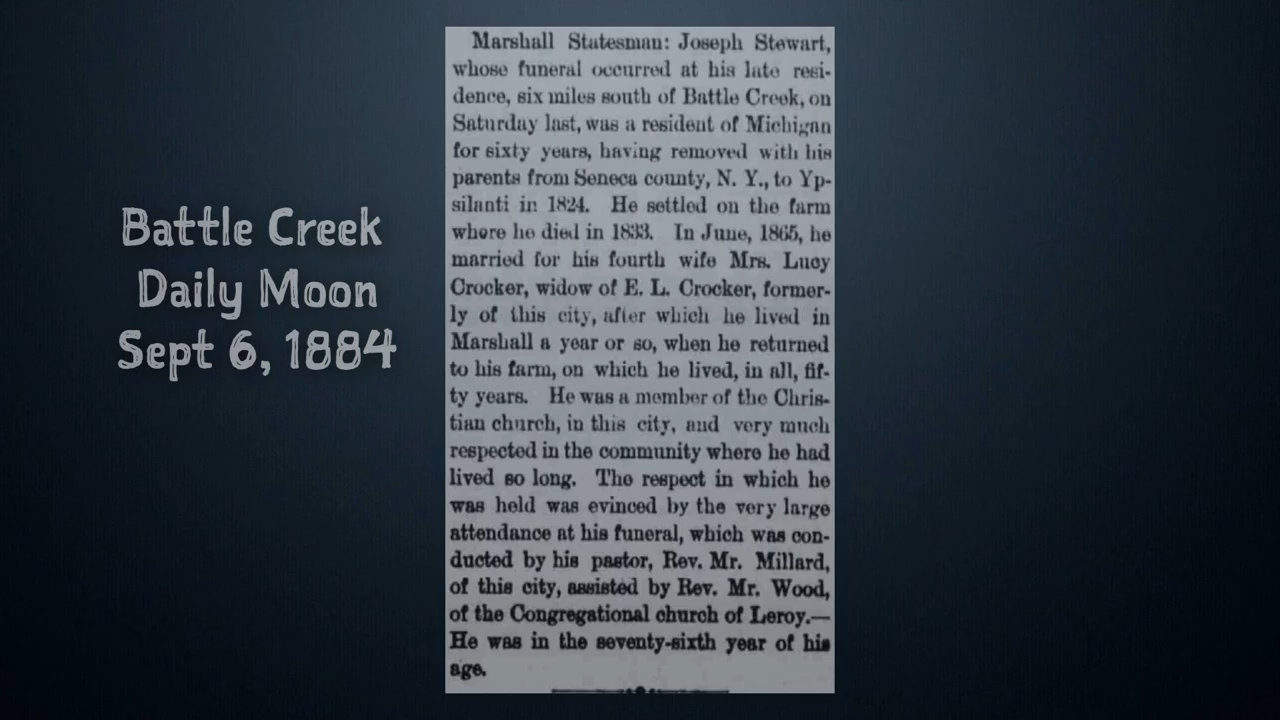 Battle Creek
Daily Moon
Sept 6, 1884
Marshall Statesman: Joseph Stewart,
whose funeral occurred at his late resi-
dence, six miles south of Battle Creek, on
Saturday last, was a resident of Michigan
for sixty years, having removed with his
parents from Seneca county, N. Y., to Yp-
silanti in 1824. He settled on the farm
where he died in 1833. In June, 1865, he
married for his fourth wife Mrs. Lucy
Crocker, widow of E. L. Crocker, former-
ly of this city, after which he lived in
Marshall a year or so, when he returned
to his farm, on which he lived, in all, fif-
ty years. He was a member of the Chris-
tian church, in this city, and very much
respected in the community where he had
lived so long. The respect in which he
was held was evinced by the very large
attendance at his funeral, which was con-
ducted by his pastor, Rev. Mr. Millard,
of this city, assisted by Rev. Mr. Wood,
of the Congregational church of Leroy.—
He was in the seventy-sixth year of his
age.